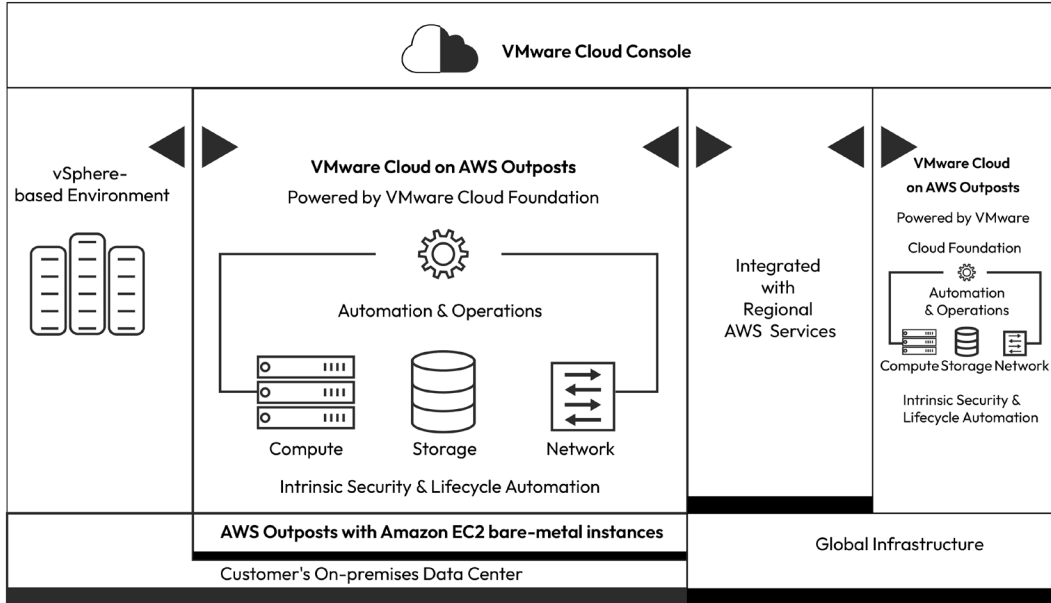 VMware Cloud Console
vSphere-
based Environment
VMware Cloud on AWS Outposts
Powered by VMware Cloud Foundation
Automation & Operations
Compute
Storage
Network
Intrinsic Security & Lifecycle Automation
Integrated
with
Regional
AWS Services
VMware Cloud
on AWS Outposts
Powered by VMware
Cloud Foundation
Automation
& Operations
Compute Storage Network
Intrinsic Security &
Lifecycle Automation
AWS Outposts with Amazon EC2 bare-metal instances
Customer's On-premises Data Center
Global Infrastructure